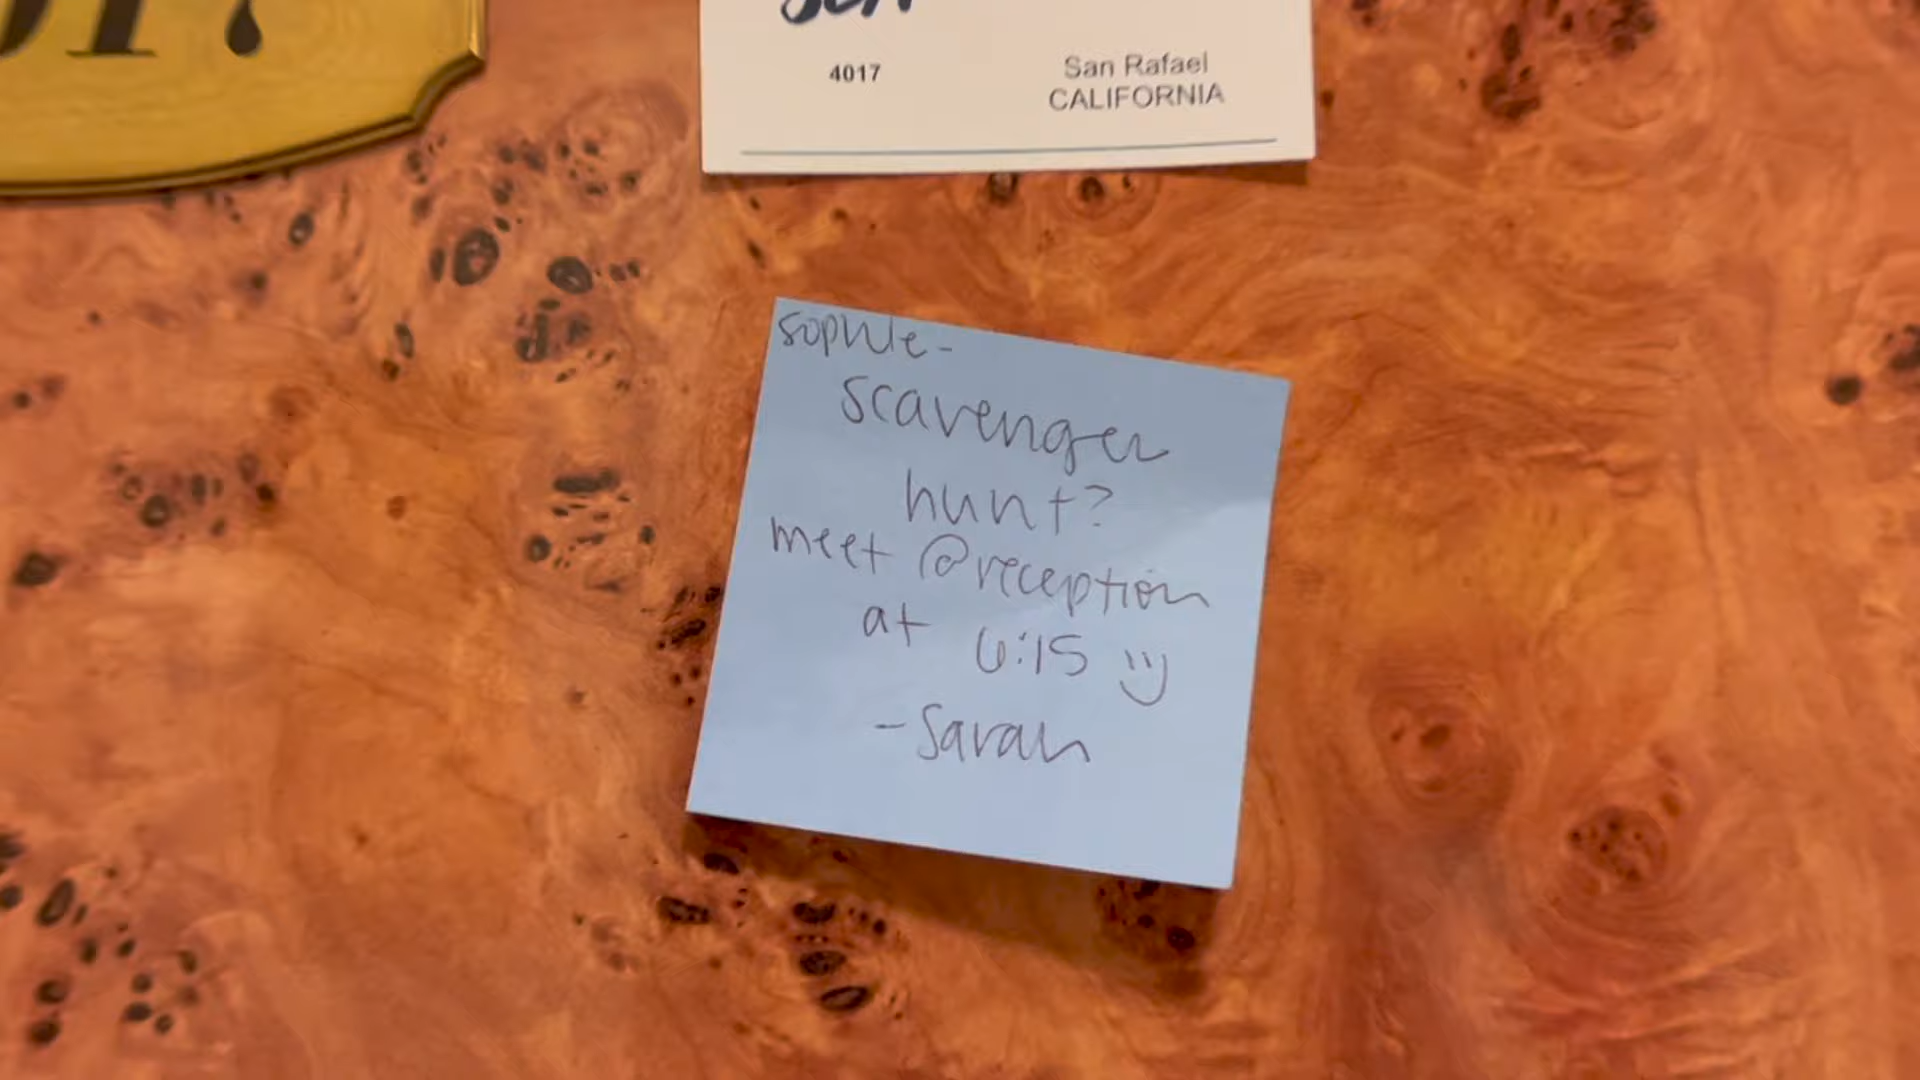 4017
San Rafael
CALIFORNIA
sophie-
scavenger
hunt?
meet @reception
at 6:15 :)
-Sarah